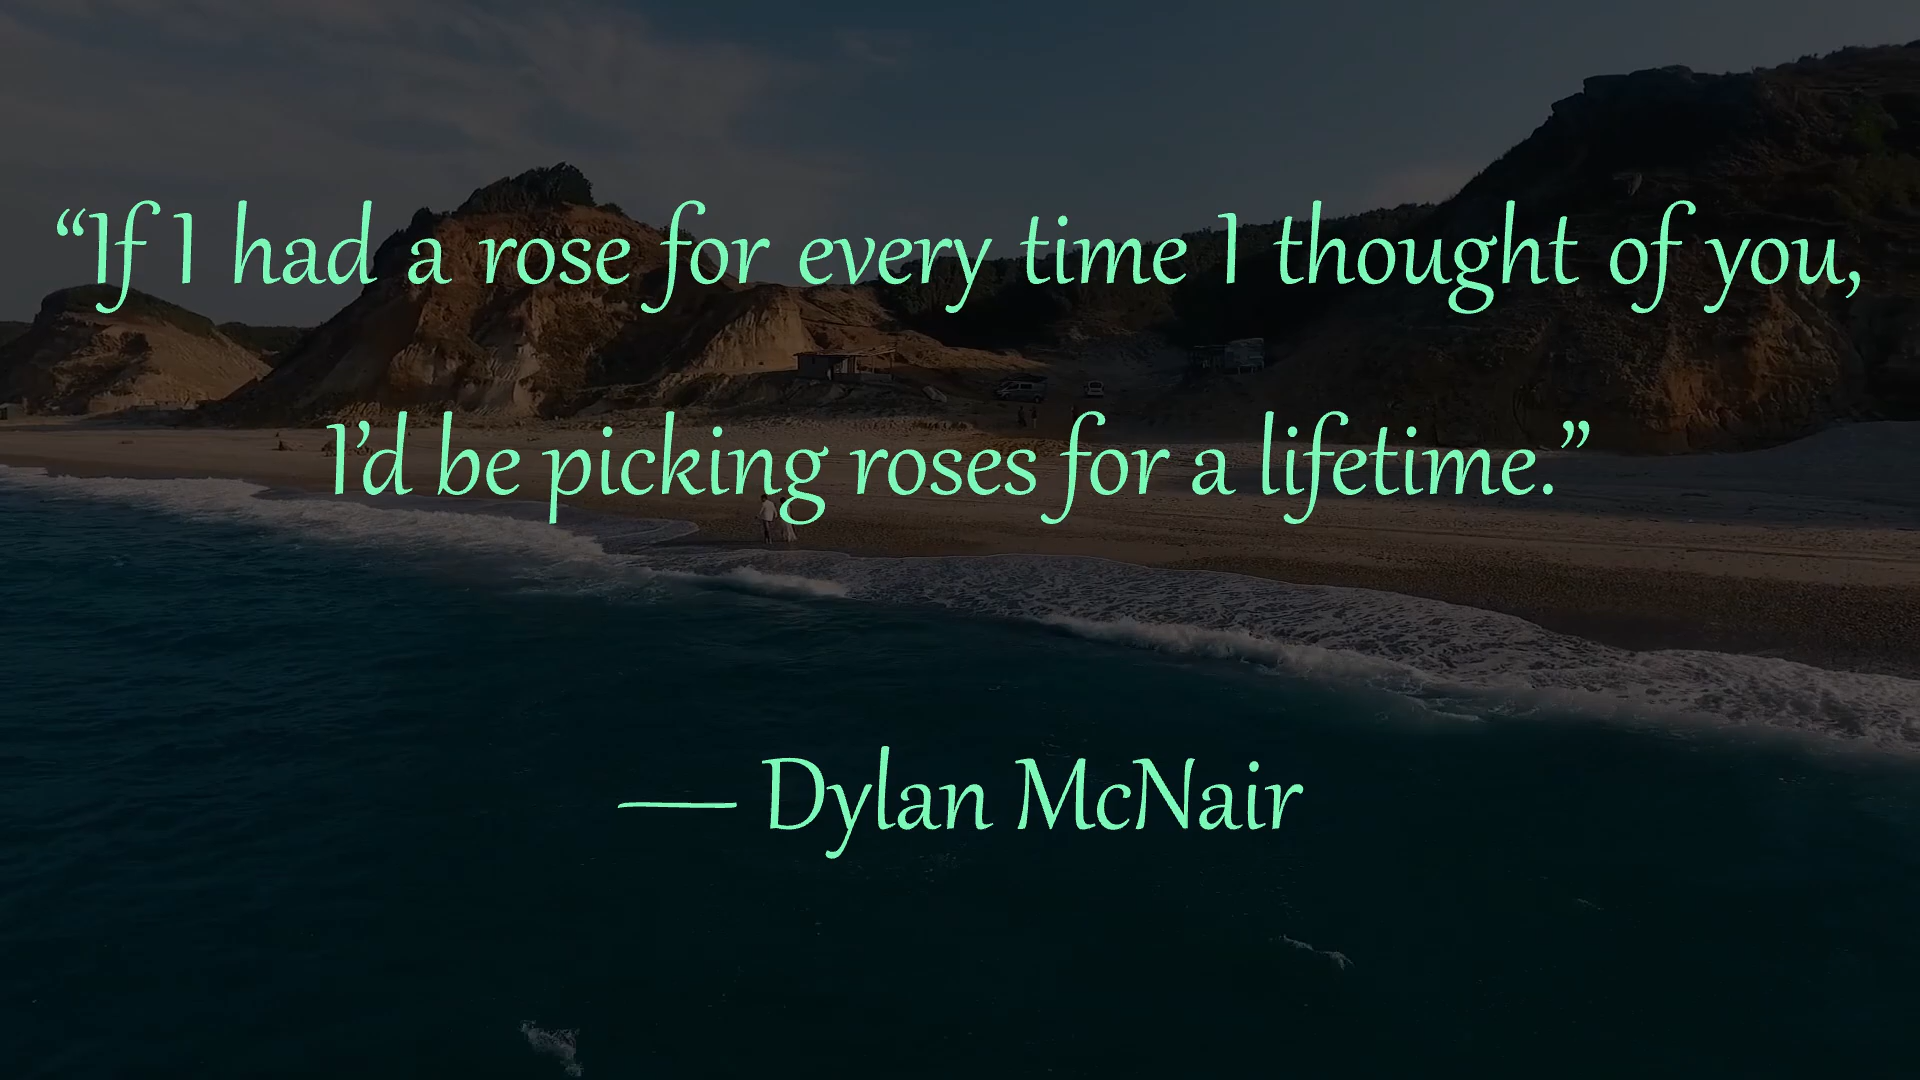 “If I had a rose for every time I thought of you,
I’d be picking roses for a lifetime.”
— Dylan McNair